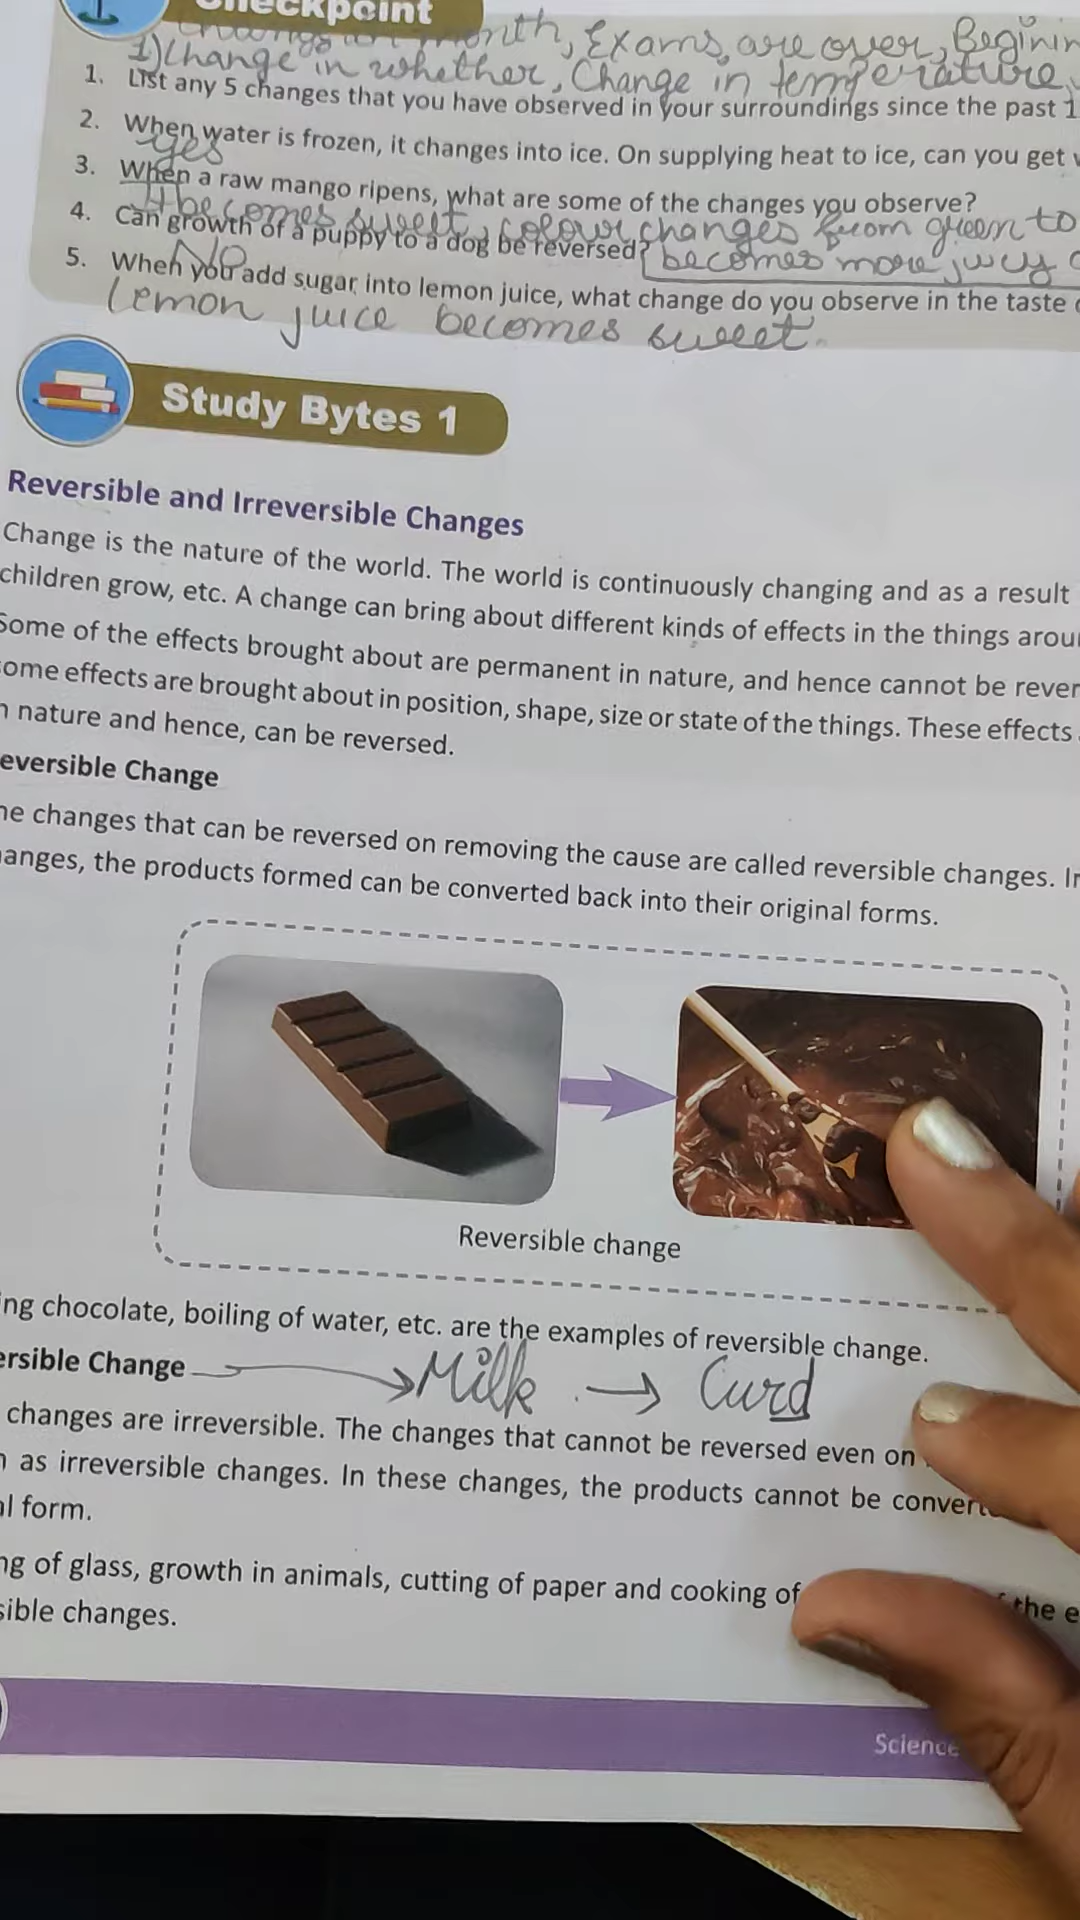 Checkpoint
Changes in month, Exams are over, Beginin
1) Change in whether, Change in temperature,
1. List any 5 changes that you have observed in your surroundings since the past 1
2. When water is frozen, it changes into ice. On supplying heat to ice, can you get
yes
3. When a raw mango ripens, what are some of the changes you observe?
It becomes sweet, colour changes from green to
4. Can growth of a puppy to a dog be reversed?
becomes more juicy
No
5. When you add sugar into lemon juice, what change do you observe in the taste
Lemon juice becomes sweet.
Study Bytes 1
Reversible and Irreversible Changes
Change is the nature of the world. The world is continuously changing and as a result
children grow, etc. A change can bring about different kinds of effects in the things arou
Some of the effects brought about are permanent in nature, and hence cannot be rever
ome effects are brought about in position, shape, size or state of the things. These effects
n nature and hence, can be reversed.
eversible Change
he changes that can be reversed on removing the cause are called reversible changes. In
anges, the products formed can be converted back into their original forms.
Reversible change
ing chocolate, boiling of water, etc. are the examples of reversible change.
ersible Change → Milk → Curd
changes are irreversible. The changes that cannot be reversed even on
n as irreversible changes. In these changes, the products cannot be conver
al form.
ng of glass, growth in animals, cutting of paper and cooking of the e
sible changes.
Science